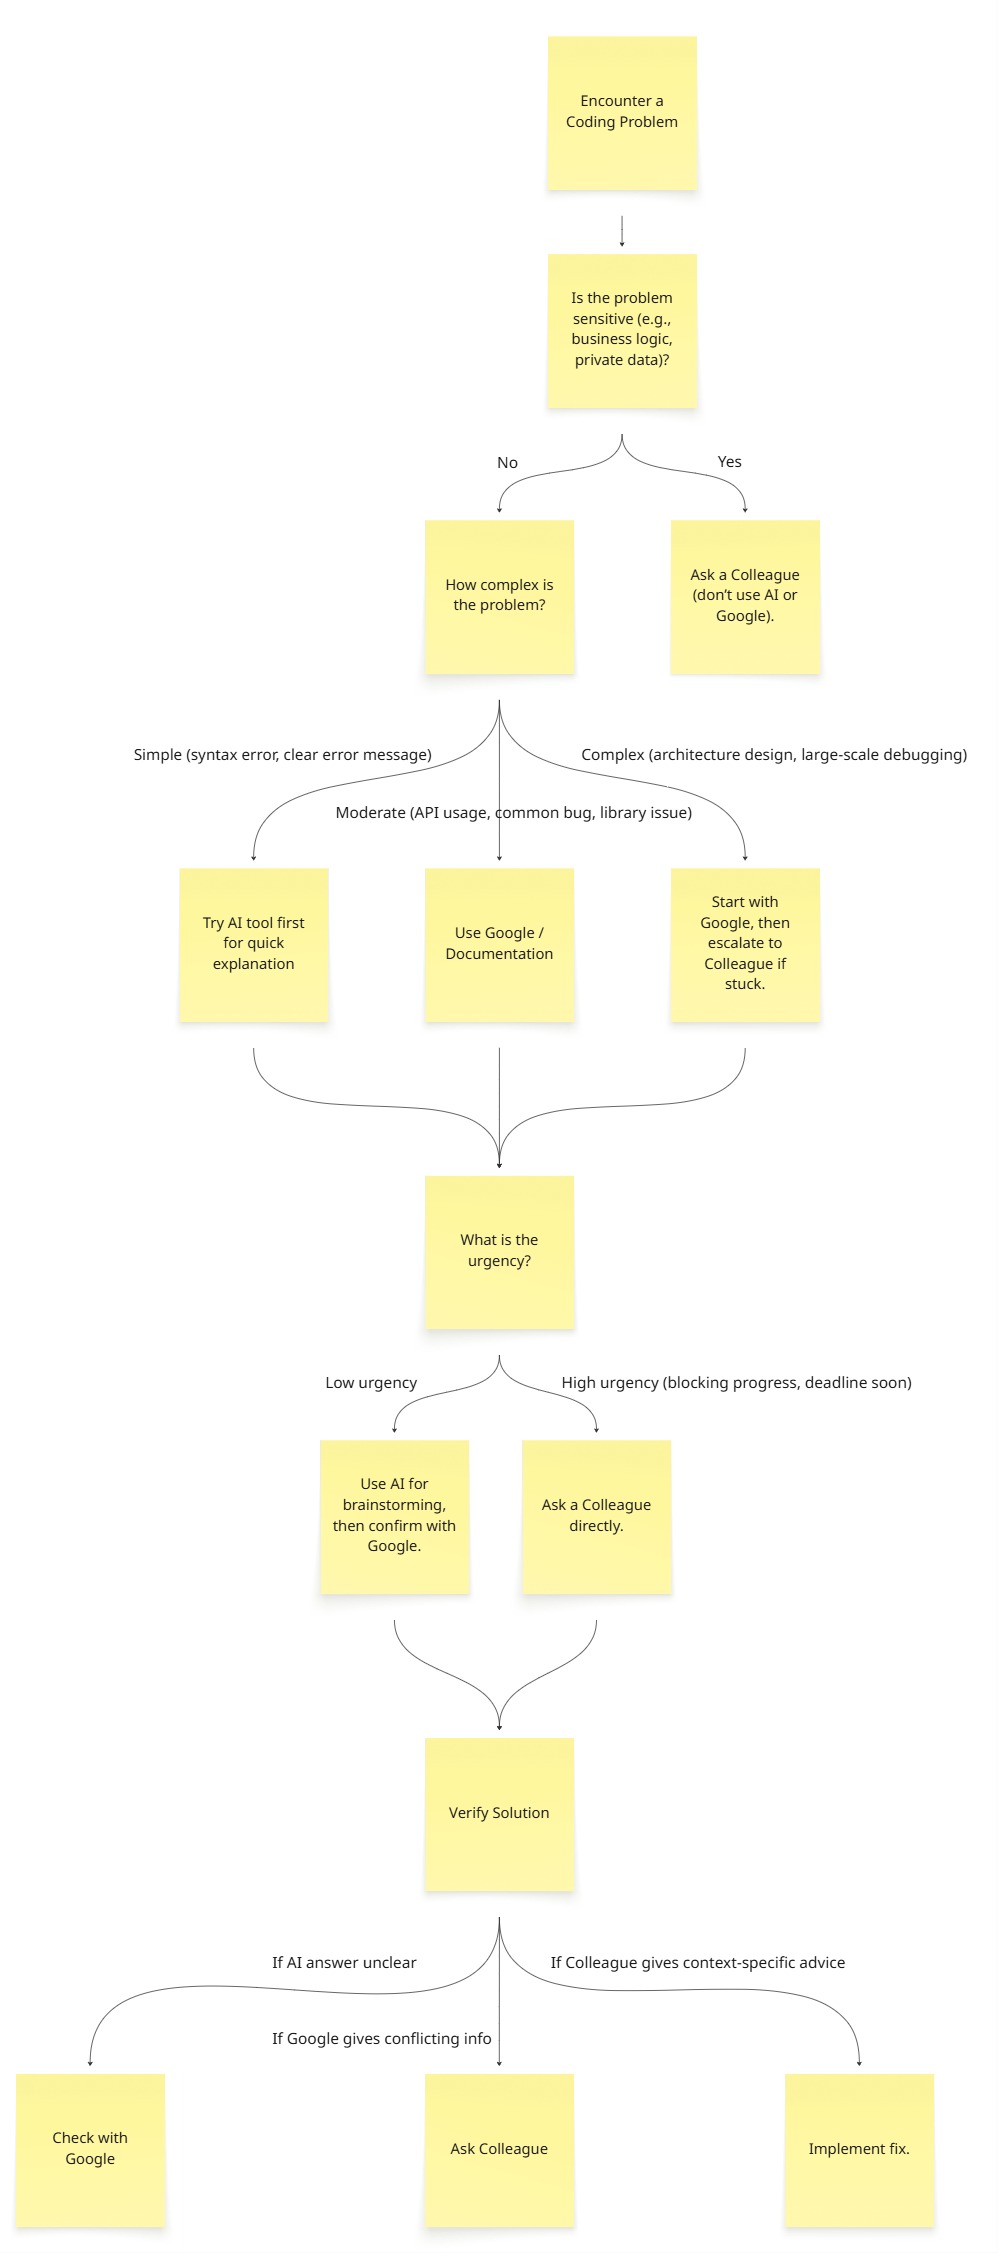 Encounter a
Coding Problem
Is the problem
sensitive (e.g.,
business logic,
private data)?
No
Yes
How complex is
the problem?
Ask a Colleague
(don’t use AI or
Google).
Simple (syntax error, clear error message)
Complex (architecture design, large-scale debugging)
Moderate (API usage, common bug, library issue)
Try AI tool first
for quick
explanation
Use Google /
Documentation
Start with
Google, then
escalate to
Colleague if
stuck.
What is the
urgency?
Low urgency
High urgency (blocking progress, deadline soon)
Use AI for
brainstorming,
then confirm with
Google.
Ask a Colleague
directly.
Verify Solution
If AI answer unclear
If Colleague gives context-specific advice
If Google gives conflicting info
Check with
Google
Ask Colleague
Implement fix.